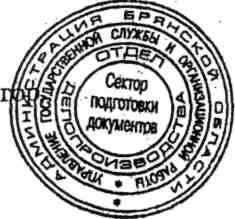 АДМИНИСТРАЦИЯ БРЯНСКОЙ ОБЛАСТИ
УПРАВЛЕНИЕ ГОСУДАРСТВЕННОЙ СЛУЖБЫ И ОРГАНИЗАЦИОННОЙ РАБОТЫ
ОТДЕЛ ДЕЛОПРОИЗВОДСТВА
Сектор
подготовки
документов